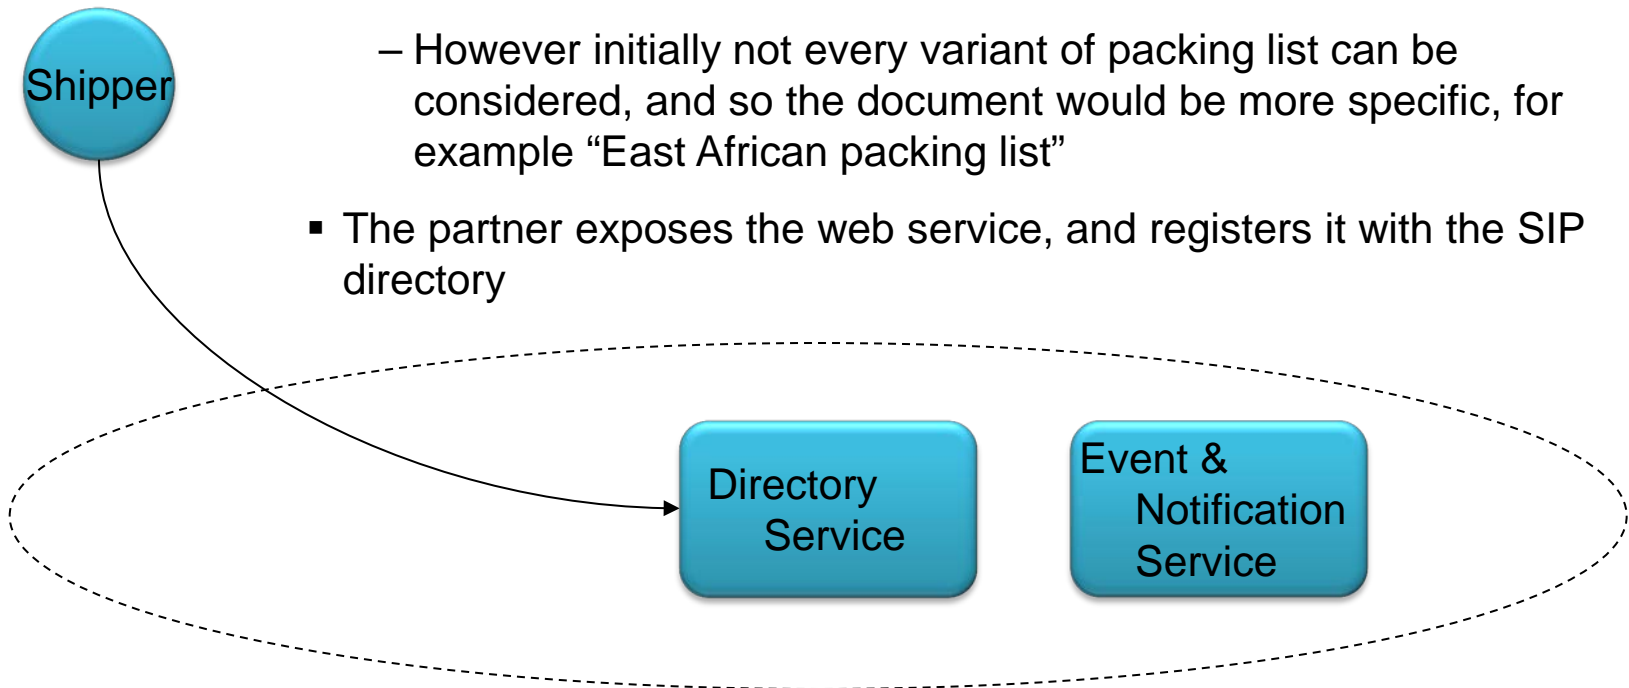 Shipper
– However initially not every variant of packing list can be
considered, and so the document would be more specific, for
example “East African packing list”
▪ The partner exposes the web service, and registers it with the SIP
directory
Directory
Service
Event &
Notification
Service